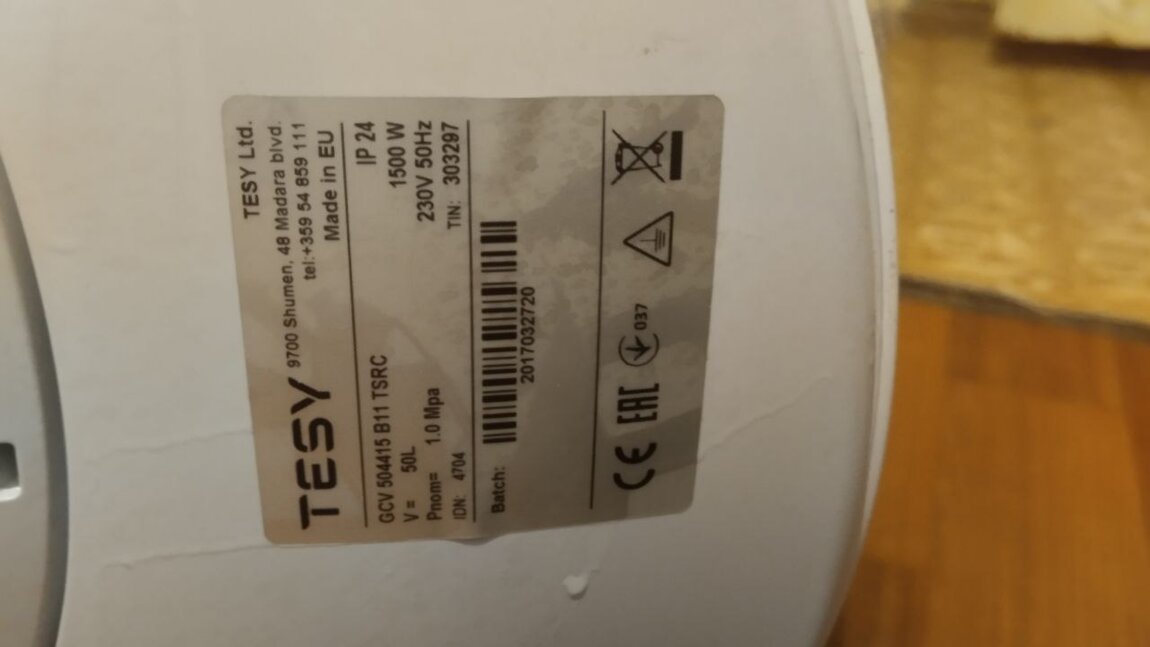 TESY Ltd.
TESY 9700 Shumen, 48 Madara blvd.
tel:+359 54 859 111
Made in EU
GCV 504415 B11 TSRC IP 24
V = 50L 1500 W
Pnom= 1.0 Mpa 230V 50Hz
IDN: 4704 TIN: 303297
Batch:
2017032720
CE EAC 037